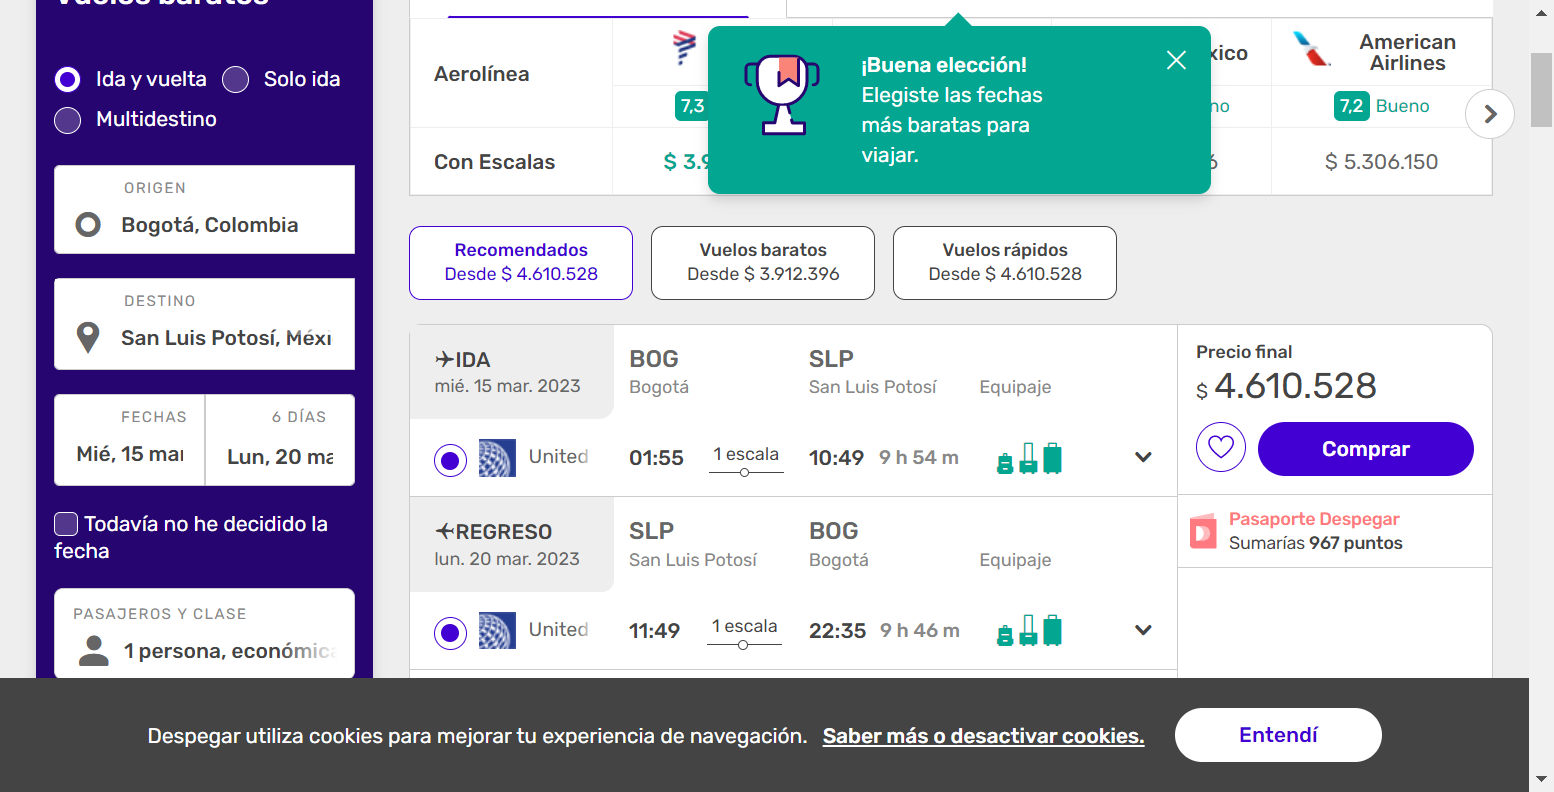 Vuelos baratos
Ida y vuelta
Solo ida
Multidestino
ORIGEN
Bogotá, Colombia
DESTINO
San Luis Potosí, Méxi
FECHAS
6 DÍAS
Mié, 15 mar
Lun, 20 ma
Todavía no he decidido la
fecha
PASAJEROS Y CLASE
1 persona, económica
Aerolínea
7,3
Con Escalas
$ 3.9
xico
no
6
American
Airlines
7,2 Bueno
$ 5.306.150
¡Buena elección!
Elegiste las fechas
más baratas para
viajar.
Recomendados
Desde $ 4.610.528
Vuelos baratos
Desde $ 3.912.396
Vuelos rápidos
Desde $ 4.610.528
IDA
mié. 15 mar. 2023
BOG
Bogotá
SLP
San Luis Potosí
Equipaje
United
01:55
1 escala
10:49
9 h 54 m
REGRESO
lun. 20 mar. 2023
SLP
San Luis Potosí
BOG
Bogotá
Equipaje
United
11:49
1 escala
22:35
9 h 46 m
Precio final
$ 4.610.528
Comprar
Pasaporte Despegar
Sumarías 967 puntos
Despegar utiliza cookies para mejorar tu experiencia de navegación. Saber más o desactivar cookies.
Entendí